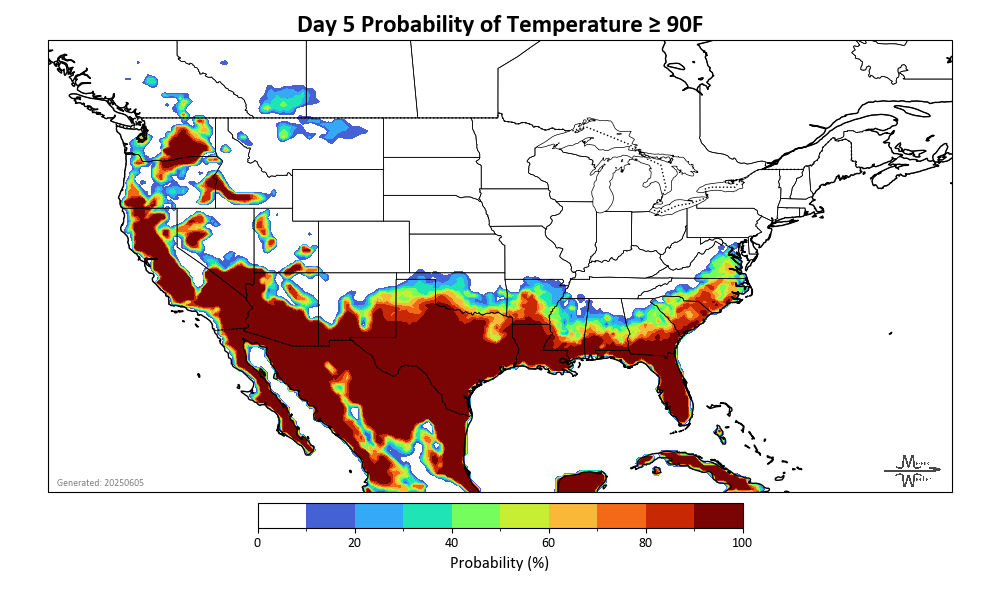 Day 5 Probability of Temperature ≥ 90F
Generated: 20250605
0 20 40 60 80 100
Probability (%)